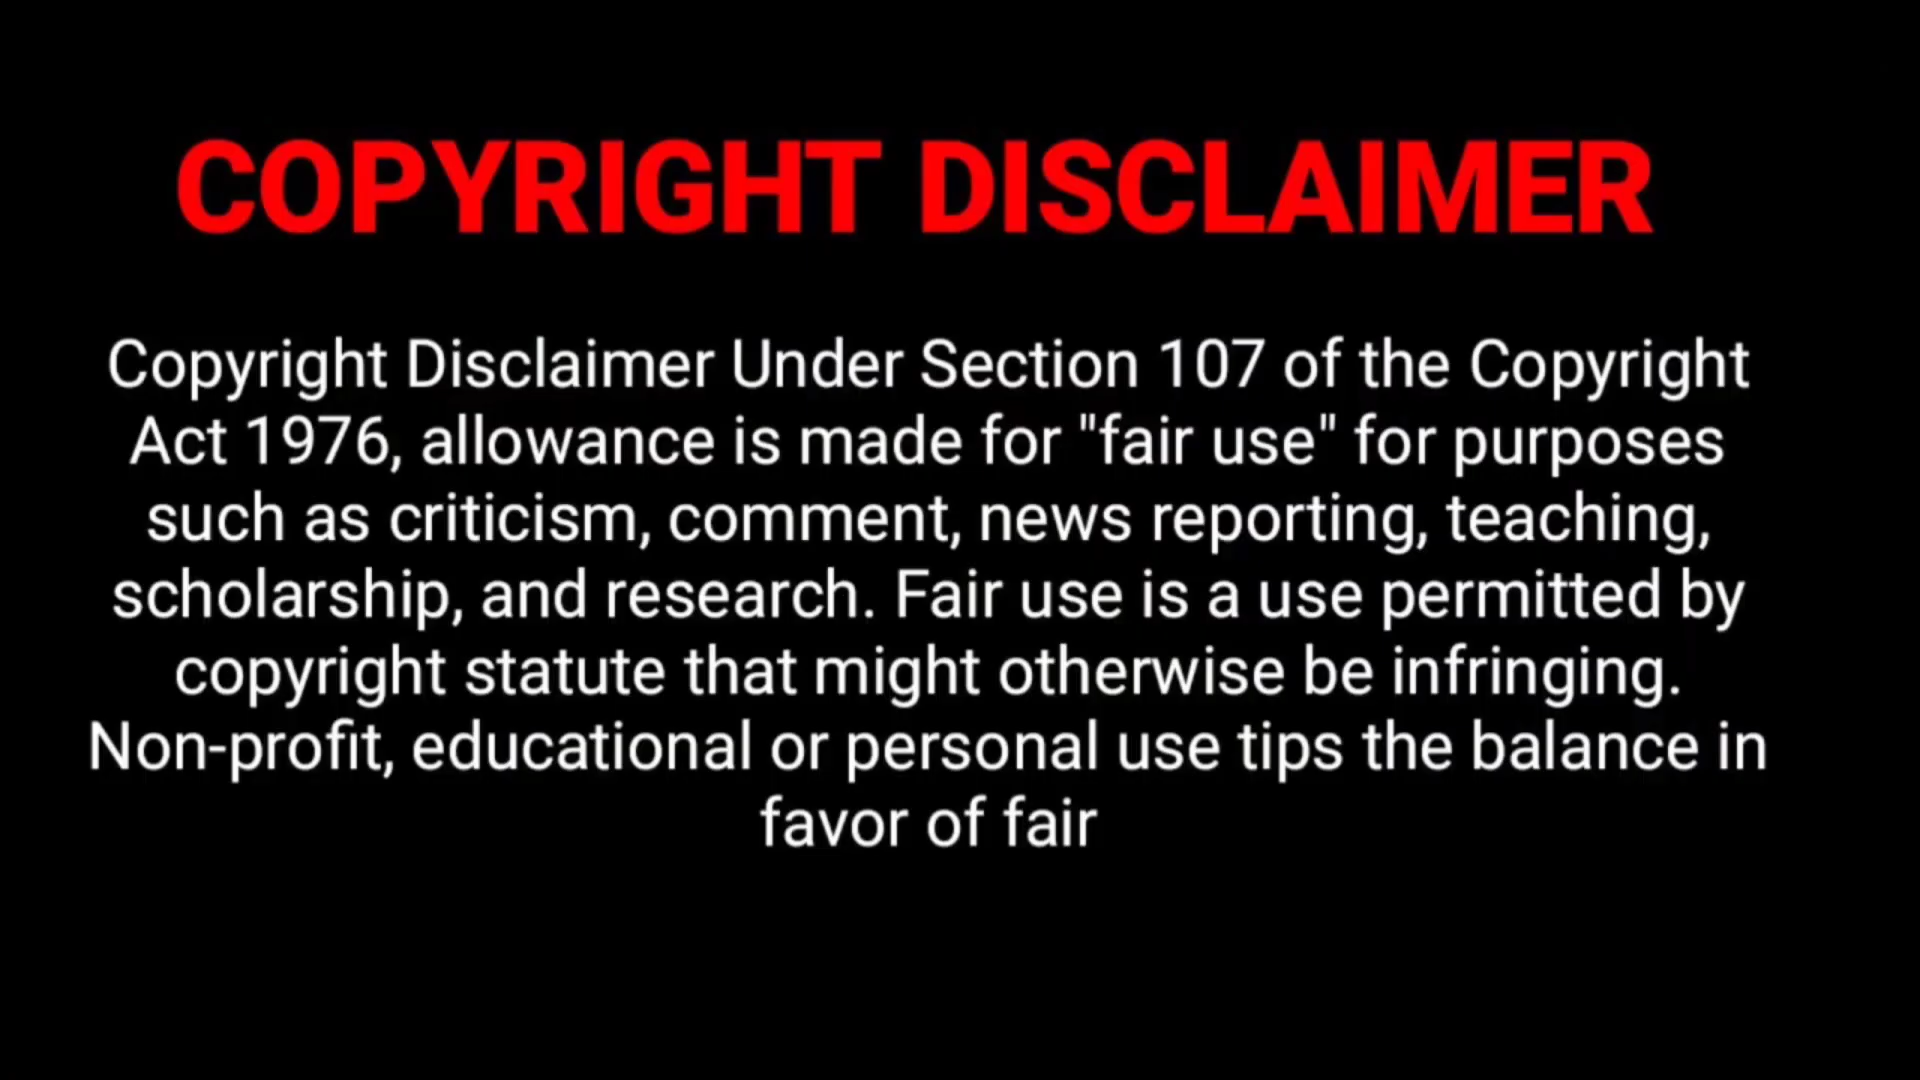 COPYRIGHT DISCLAIMER
Copyright Disclaimer Under Section 107 of the Copyright
Act 1976, allowance is made for "fair use" for purposes
such as criticism, comment, news reporting, teaching,
scholarship, and research. Fair use is a use permitted by
copyright statute that might otherwise be infringing.
Non-profit, educational or personal use tips the balance in
favor of fair